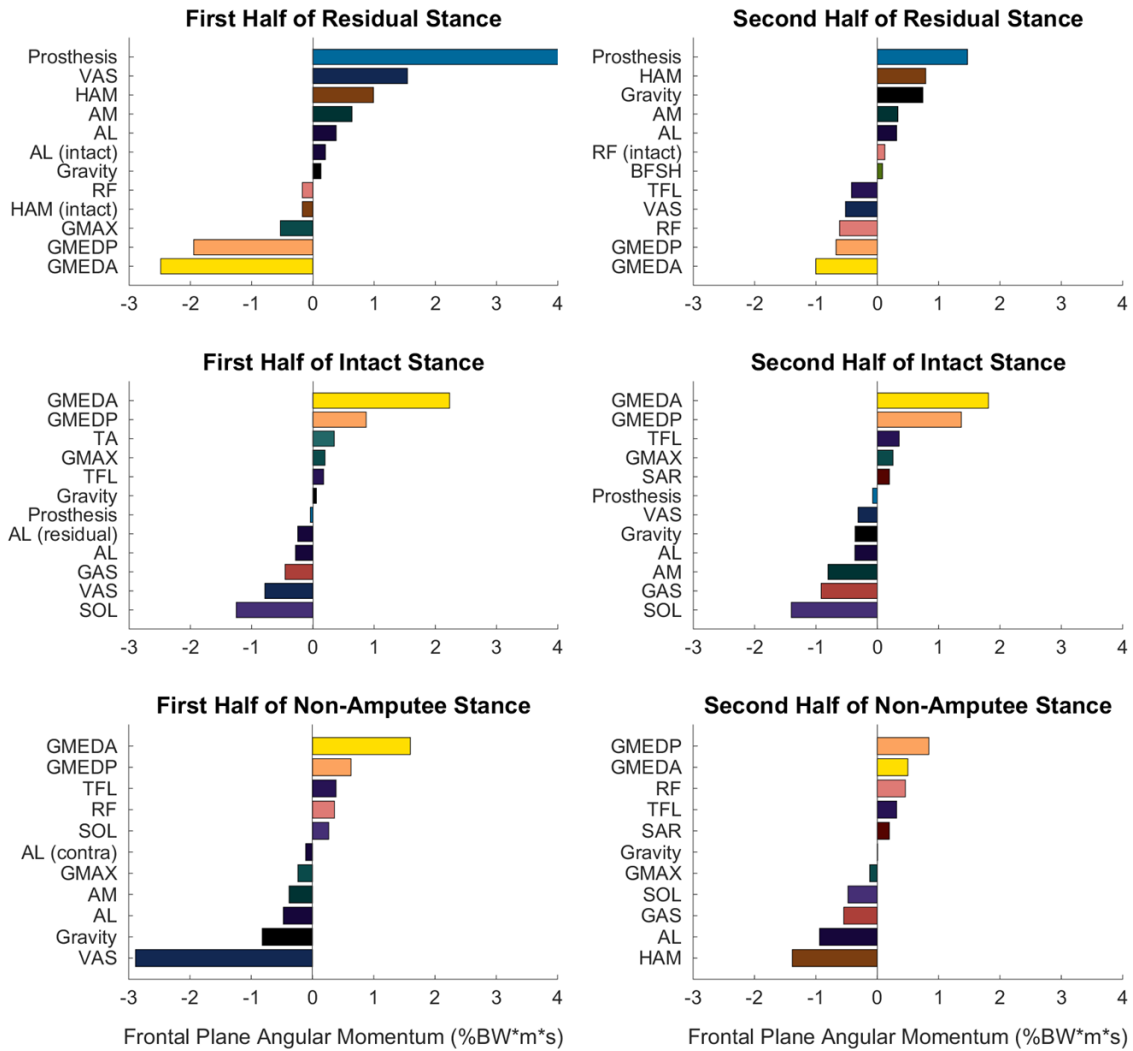 First Half of Residual Stance
Prosthesis
VAS
HAM
AM
AL
AL (intact)
Gravity
RF
HAM (intact)
GMAX
GMEDP
GMEDA
-3 -2 -1 0 1 2 3 4
Second Half of Residual Stance
Prosthesis
HAM
Gravity
AM
AL
RF (intact)
BFSH
TFL
VAS
RF
GMEDP
GMEDA
-3 -2 -1 0 1 2 3 4
First Half of Intact Stance
GMEDA
GMEDP
TA
GMAX
TFL
Gravity
Prosthesis
AL (residual)
AL
GAS
VAS
SOL
-3 -2 -1 0 1 2 3 4
Second Half of Intact Stance
GMEDA
GMEDP
TFL
GMAX
SAR
Prosthesis
VAS
Gravity
AL
AM
GAS
SOL
-3 -2 -1 0 1 2 3 4
First Half of Non-Amputee Stance
GMEDA
GMEDP
TFL
RF
SOL
AL (contra)
GMAX
AM
AL
Gravity
VAS
-3 -2 -1 0 1 2 3 4
Frontal Plane Angular Momentum (%BW*m*s)
Second Half of Non-Amputee Stance
GMEDP
GMEDA
RF
TFL
SAR
Gravity
GMAX
SOL
GAS
AL
HAM
-3 -2 -1 0 1 2 3 4
Frontal Plane Angular Momentum (%BW*m*s)